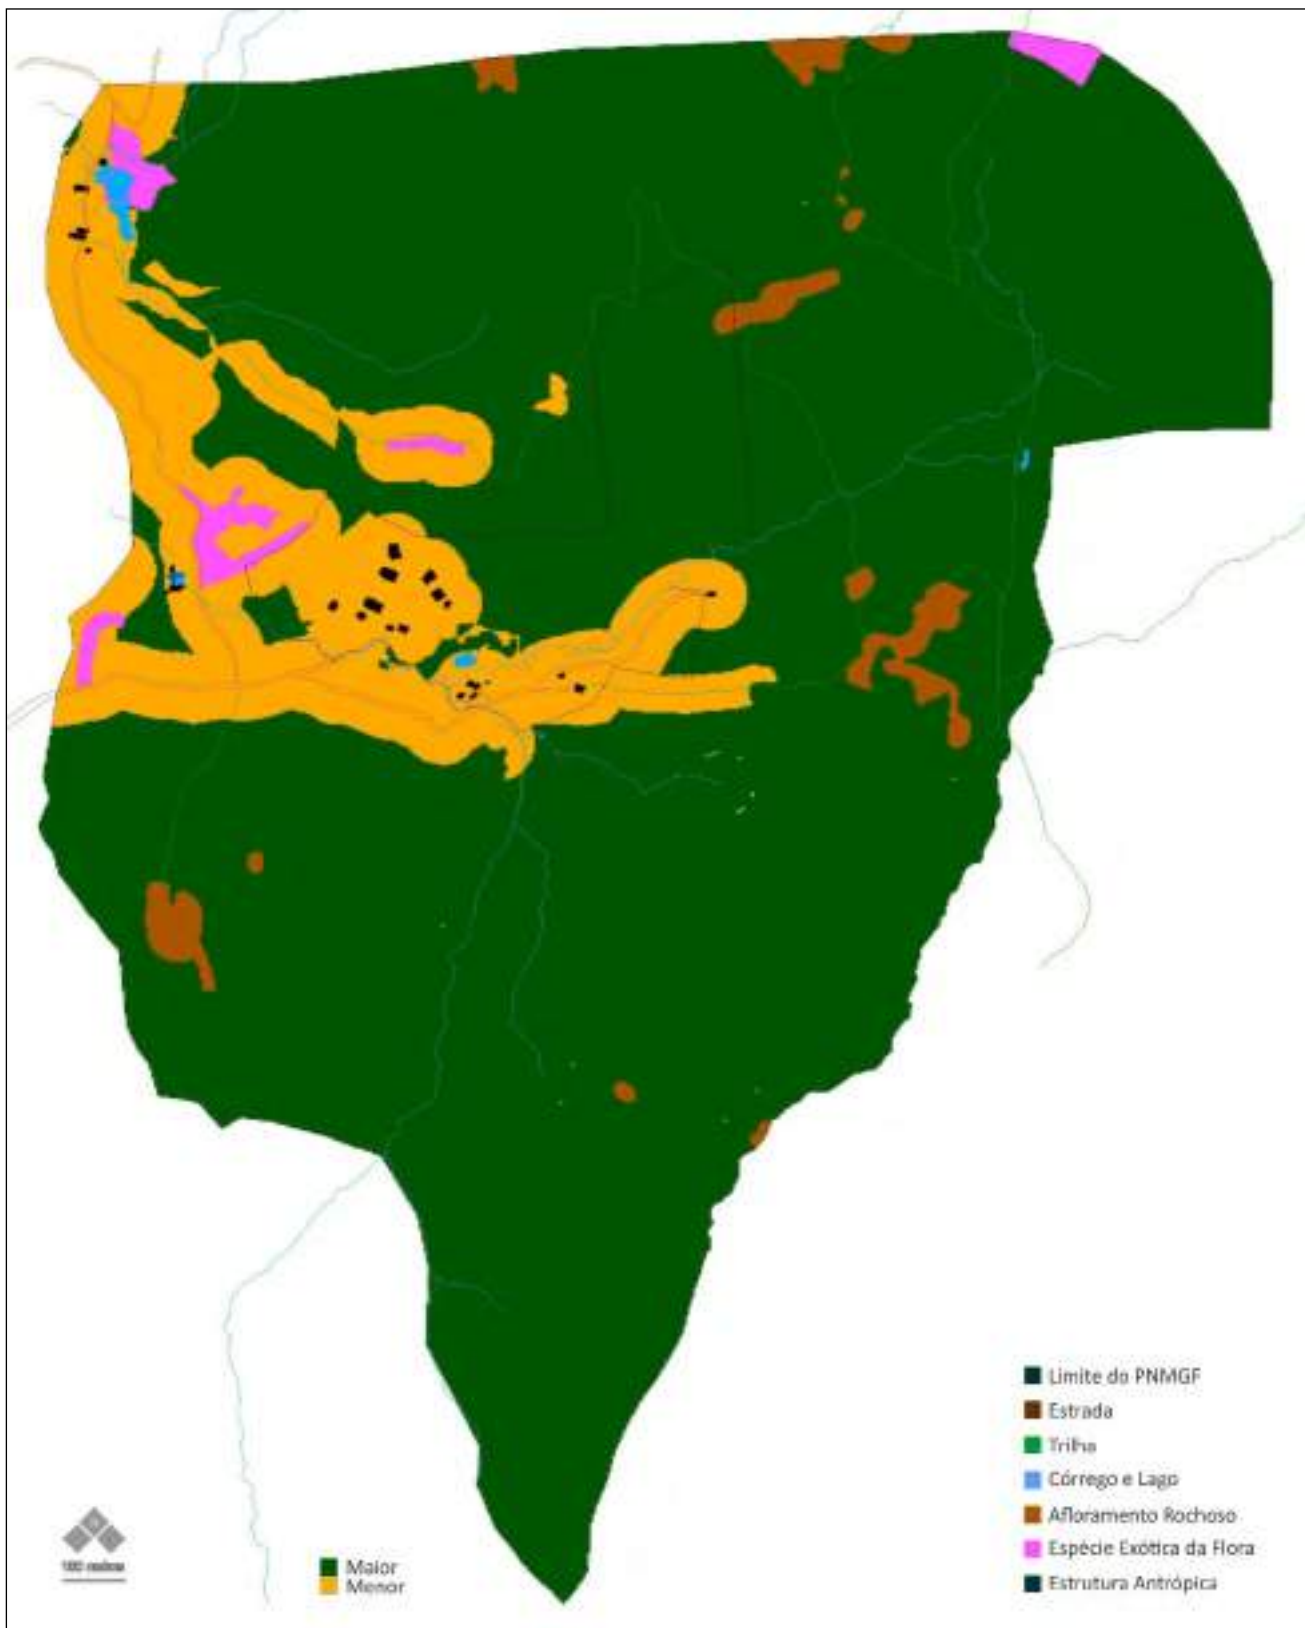 Limite do PNMGF
Estrada
Trilha
Córrego e Lago
Afloramento Rochoso
Espécie Exótica da Flora
Estrutura Antrópica
Maior
Menor